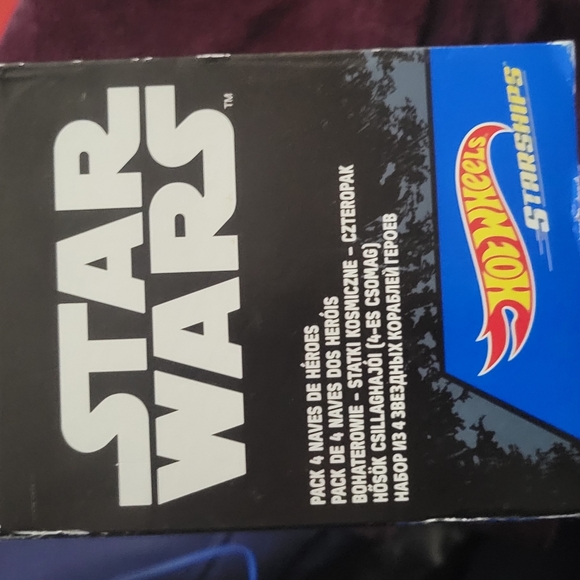 STAR
WARS™
PACK 4 NAVES DE HÉROES
PACK DE 4 NAVES DOS HERÓIS
BOHATEROWIE – STATKI KOSMICZNE – CZTEROPAK
HŐSÖK CSILLAGHAJÓI (4-ES CSOMAG)
НАБОР ИЗ 4 ЗВЕЗДНЫХ КОРАБЛЕЙ ГЕРОЕВ
HOT WHEELS
STARSHIPS